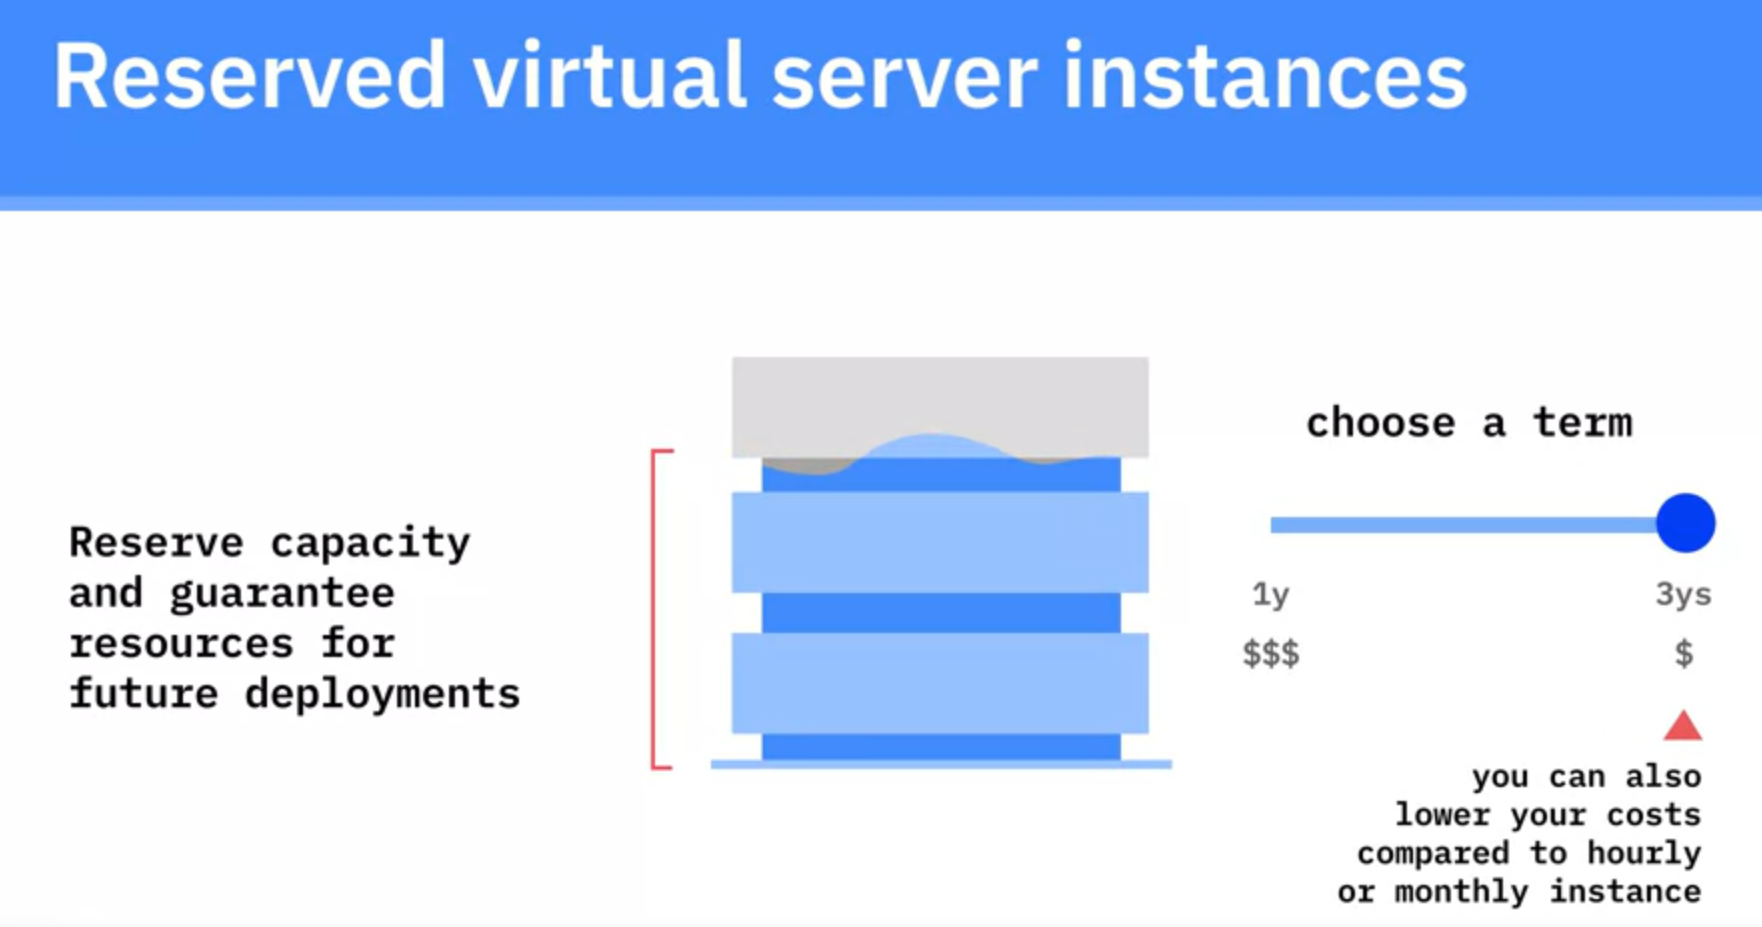 Reserved virtual server instances
Reserve capacity
and guarantee
resources for
future deployments
choose a term
1y
3ys
$$$
$
you can also
lower your costs
compared to hourly
or monthly instance